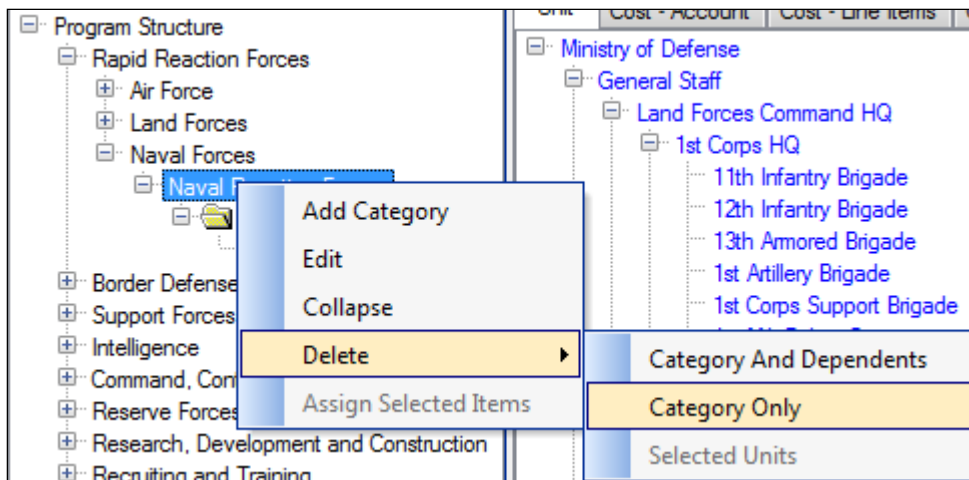 Program Structure
Rapid Reaction Forces
Air Force
Land Forces
Naval Forces
Naval
Border Defense
Support Forces
Intelligence
Command,
Reserve Forces
Research, Development and Construction
Recruiting and Training
Add Category
Edit
Collapse
Delete
Assign Selected Items
Category And Dependents
Category Only
Selected Units
Unit
Cost - Account
Cost - Line Items
Ministry of Defense
General Staff
Land Forces Command HQ
1st Corps HQ
11th Infantry Brigade
12th Infantry Brigade
13th Armored Brigade
1st Artillery Brigade
1st Corps Support Brigade